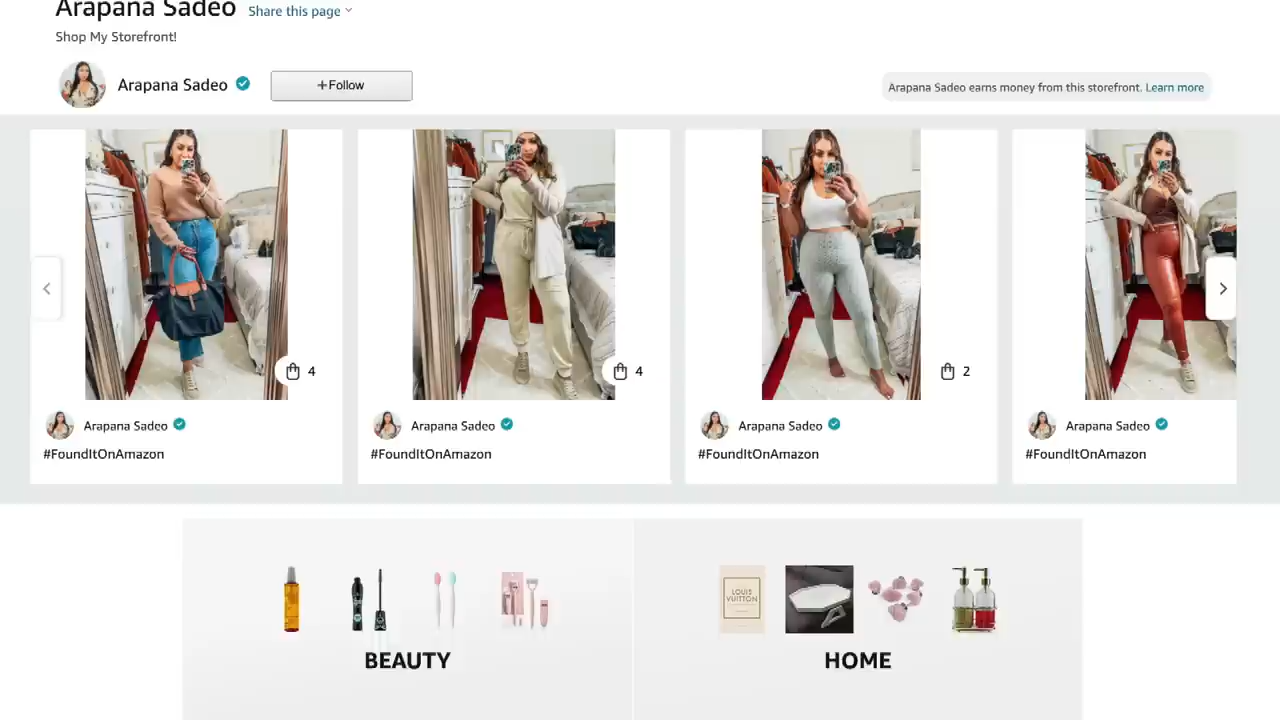 Arapana Sadeo Share this page
Shop My Storefront!
Arapana Sadeo +Follow
Arapana Sadeo earns money from this storefront. Learn more
4
4
2
Arapana Sadeo
#FoundItOnAmazon
Arapana Sadeo
#FoundItOnAmazon
Arapana Sadeo
#FoundItOnAmazon
Arapana Sadeo
#FoundItOnAmazon
LOUIS
VUITTON
BEAUTY
HOME